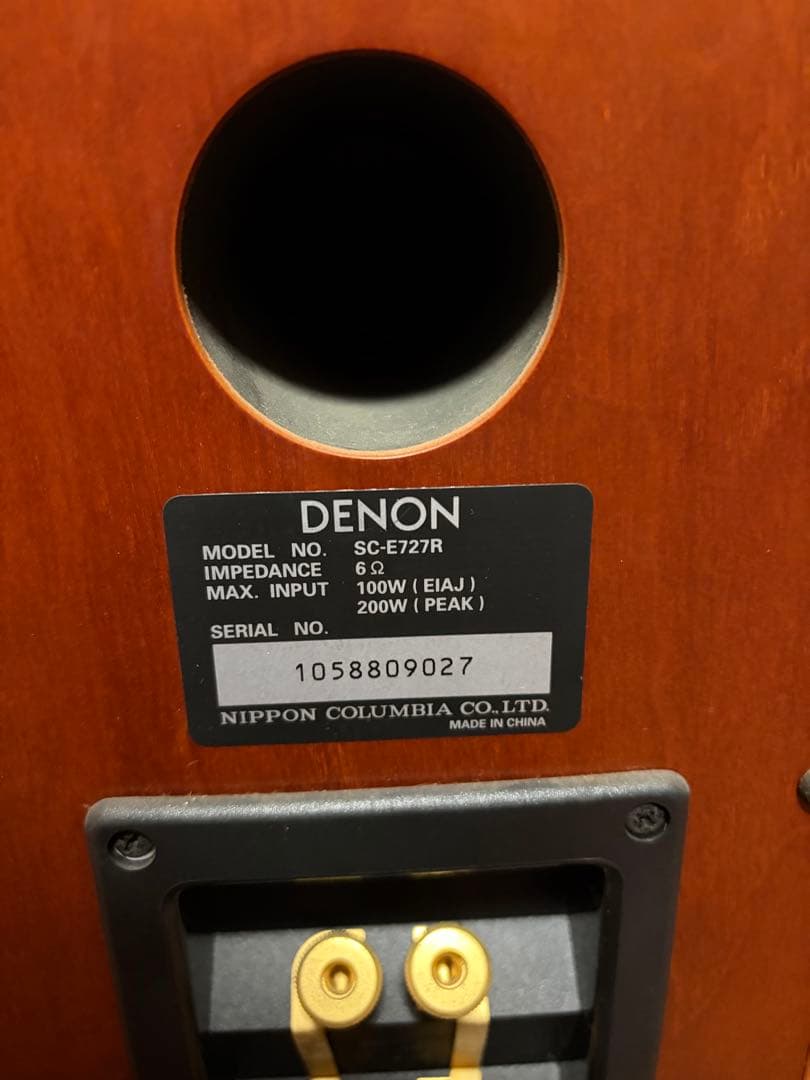 DENON
MODEL NO. SC-E727R
IMPEDANCE 6Ω
MAX. INPUT 100W (EIAJ)
200W (PEAK)
SERIAL NO.
1058809027
NIPPON COLUMBIA CO.,LTD.
MADE IN CHINA